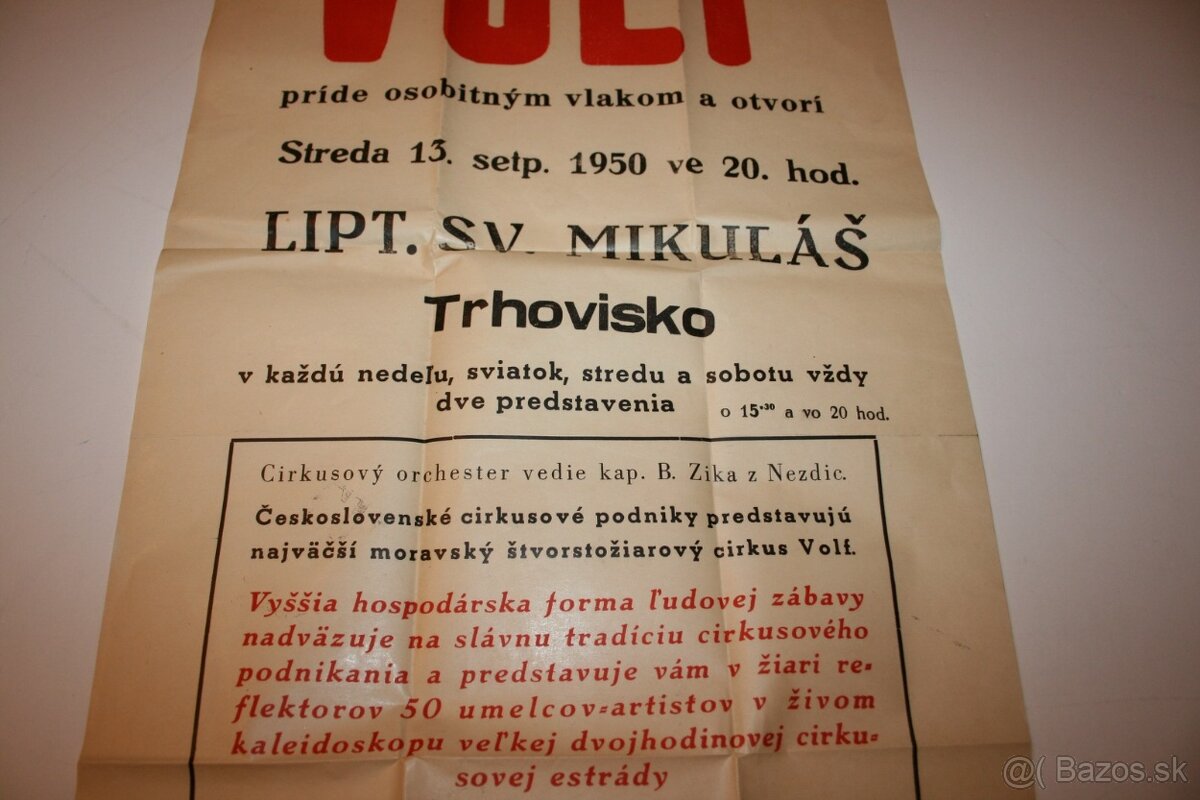 VOLF
príde osobitným vlakom a otvorí
Streda 13. setp. 1950 ve 20. hod.
LIPT. SV. MIKULÁŠ
Trhovisko
v každú nedeľu, sviatok, stredu a sobotu vždy
dve predstavenia o 15·30 a vo 20 hod.
Cirkusový orchester vedie kap. B. Zika z Nezdic.
Československé cirkusové podniky predstavujú
najväčší moravský štvorstožiarový cirkus Volf.
Vyššia hospodárska forma ľudovej zábavy
nadväzuje na slávnu tradíciu cirkusového
podnikania a predstavuje vám v žiari re-
flektorov 50 umelcov-artistov v živom
kaleidoskopu veľkej dvojhodinovej cirku-
sovej estrády
@( Bazos.sk